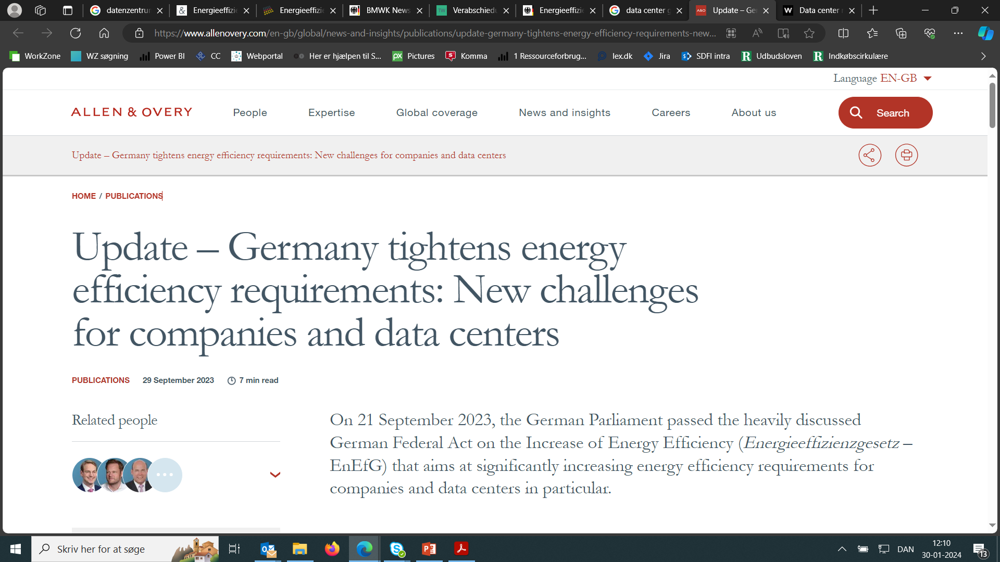 datenzentru
Energieeffizie
Energieeffizie
BMWK News
TW Verabschiedu
Energieeffizie
data center g
A&O Update – Ge
W Data center r
https://www.allenovery.com/en-gb/global/news-and-insights/publications/update-germany-tightens-energy-efficiency-requirements-new...
WorkZone
WZ søgning
Power BI
CC
Webportal
Her er hjælpen til S...
px Pictures
Komma
1 Ressourceforbrug...
lex.dk
Jira
SDFI intra
R Udbudsloven
R Indkøbscirkulære
Language EN-GB
ALLEN & OVERY
People
Expertise
Global coverage
News and insights
Careers
About us
Search
Update – Germany tightens energy efficiency requirements: New challenges for companies and data centers
HOME / PUBLICATIONS
Update – Germany tightens energy
efficiency requirements: New challenges
for companies and data centers
PUBLICATIONS 29 September 2023 7 min read
Related people
On 21 September 2023, the German Parliament passed the heavily discussed
German Federal Act on the Increase of Energy Efficiency (Energieeffizienzgesetz –
EnEfG) that aims at significantly increasing energy efficiency requirements for
companies and data centers in particular.
Skriv her for at søge
DAN
12:10
30-01-2024
13